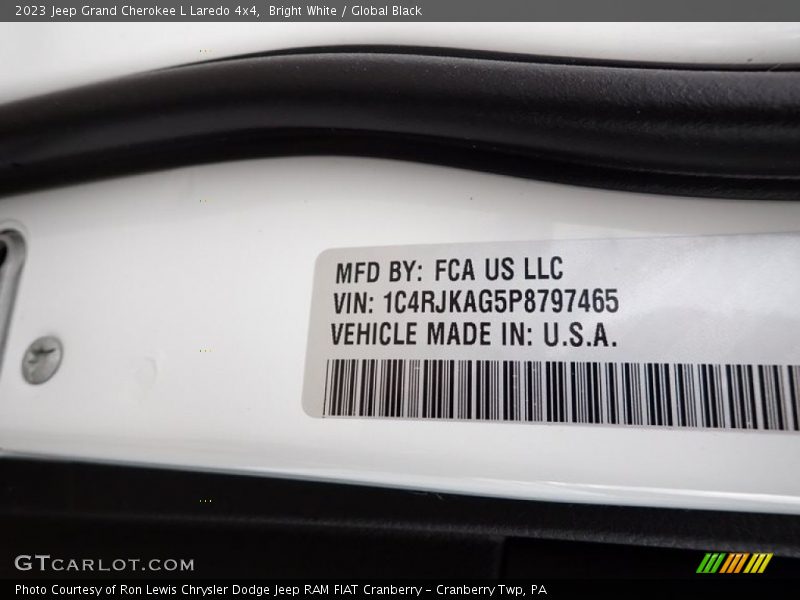 2023 Jeep Grand Cherokee L Laredo 4x4,  Bright White / Global Black
MFD BY: FCA US LLC
VIN: 1C4RJKAG5P8797465
VEHICLE MADE IN: U.S.A.
GTCARLOT.COM
Photo Courtesy of Ron Lewis Chrysler Dodge Jeep RAM FIAT Cranberry – Cranberry Twp, PA